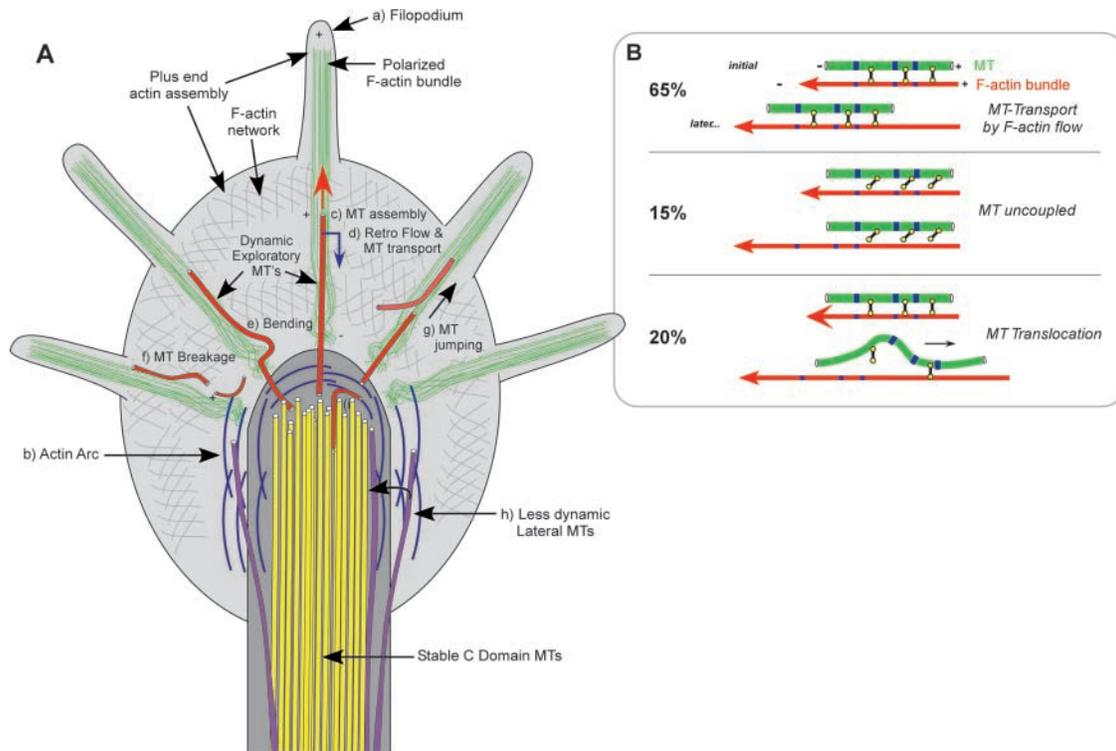 A
a) Filopodium
+
Plus end
actin assembly
Polarized
F-actin bundle
F-actin
network
+
c) MT assembly
d) Retro Flow &
MT transport
Dynamic
Exploratory
MT's
e) Bending
-
g) MT
jumping
f) MT Breakage
+
b) Actin Arc
h) Less dynamic
Lateral MTs
Stable C Domain MTs
B
initial
- + MT
65%
- + F-actin bundle
later...
MT-Transport
by F-actin flow
15%
MT uncoupled
20%
MT Translocation